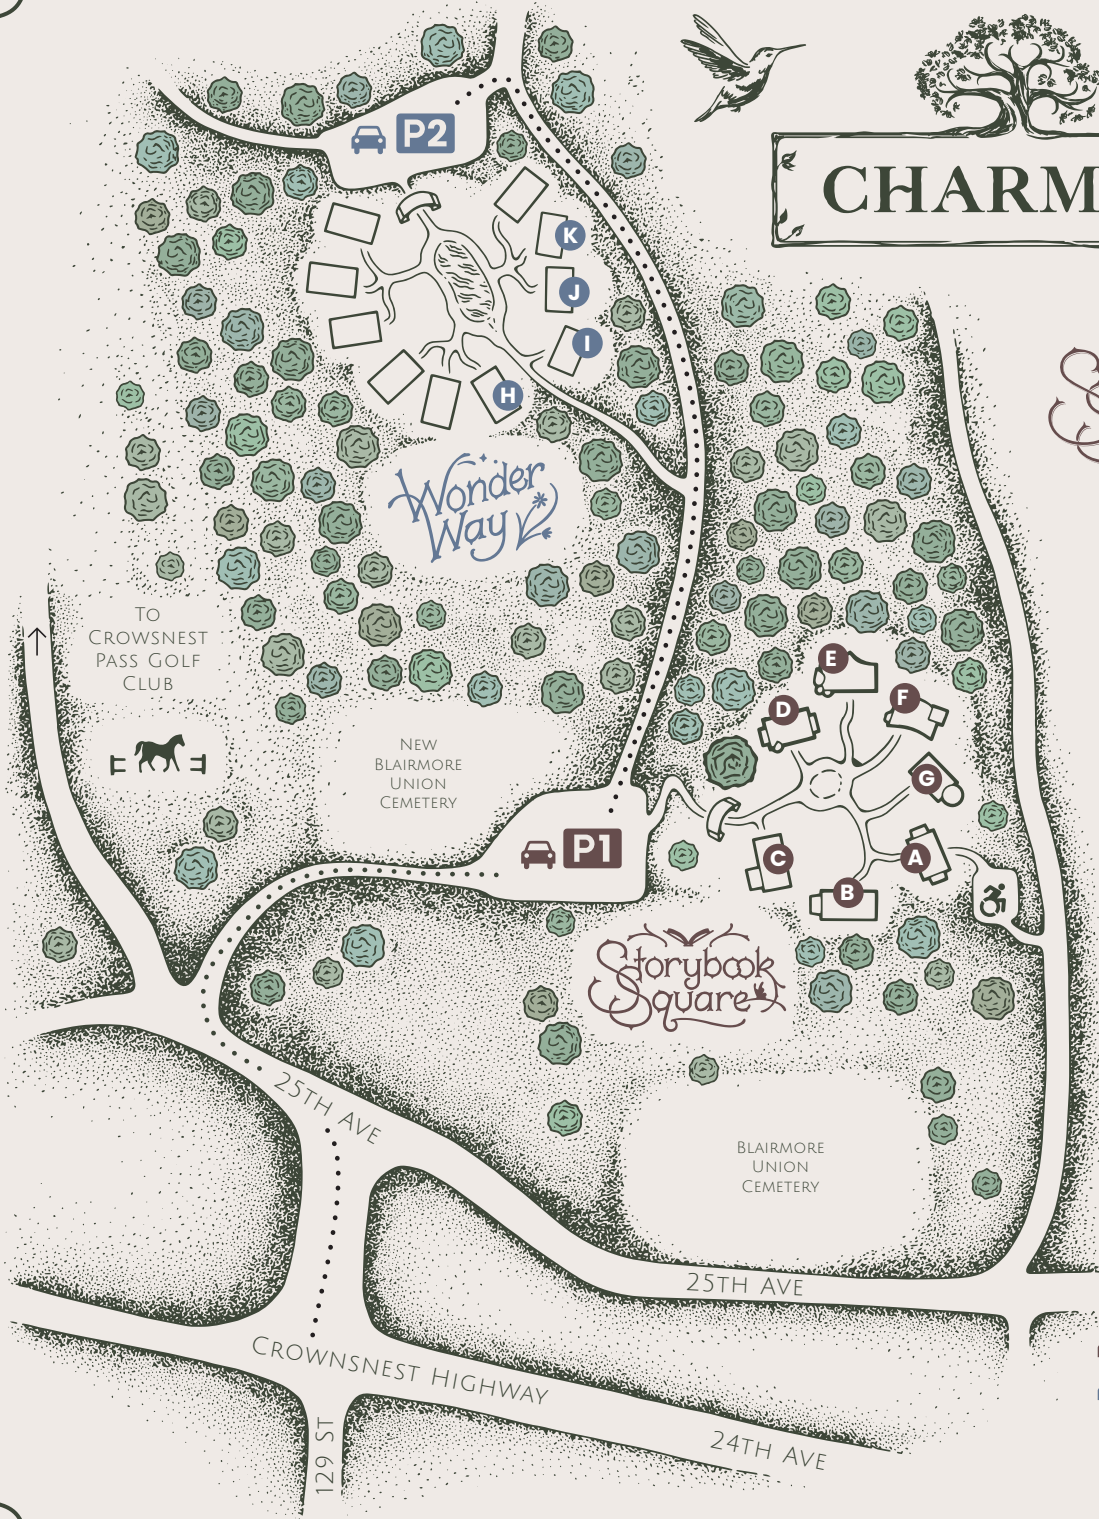 P2
CHARM
K
J
I
H
Wonder
Way
To
Crowsnest
Pass Golf
Club
E
D
F
New
Blairmore
Union
Cemetery
G
P1
C
A
B
Storybook
Square
25th Ave
Blairmore
Union
Cemetery
25th Ave
Crownsnest Highway
129 St
24th Ave